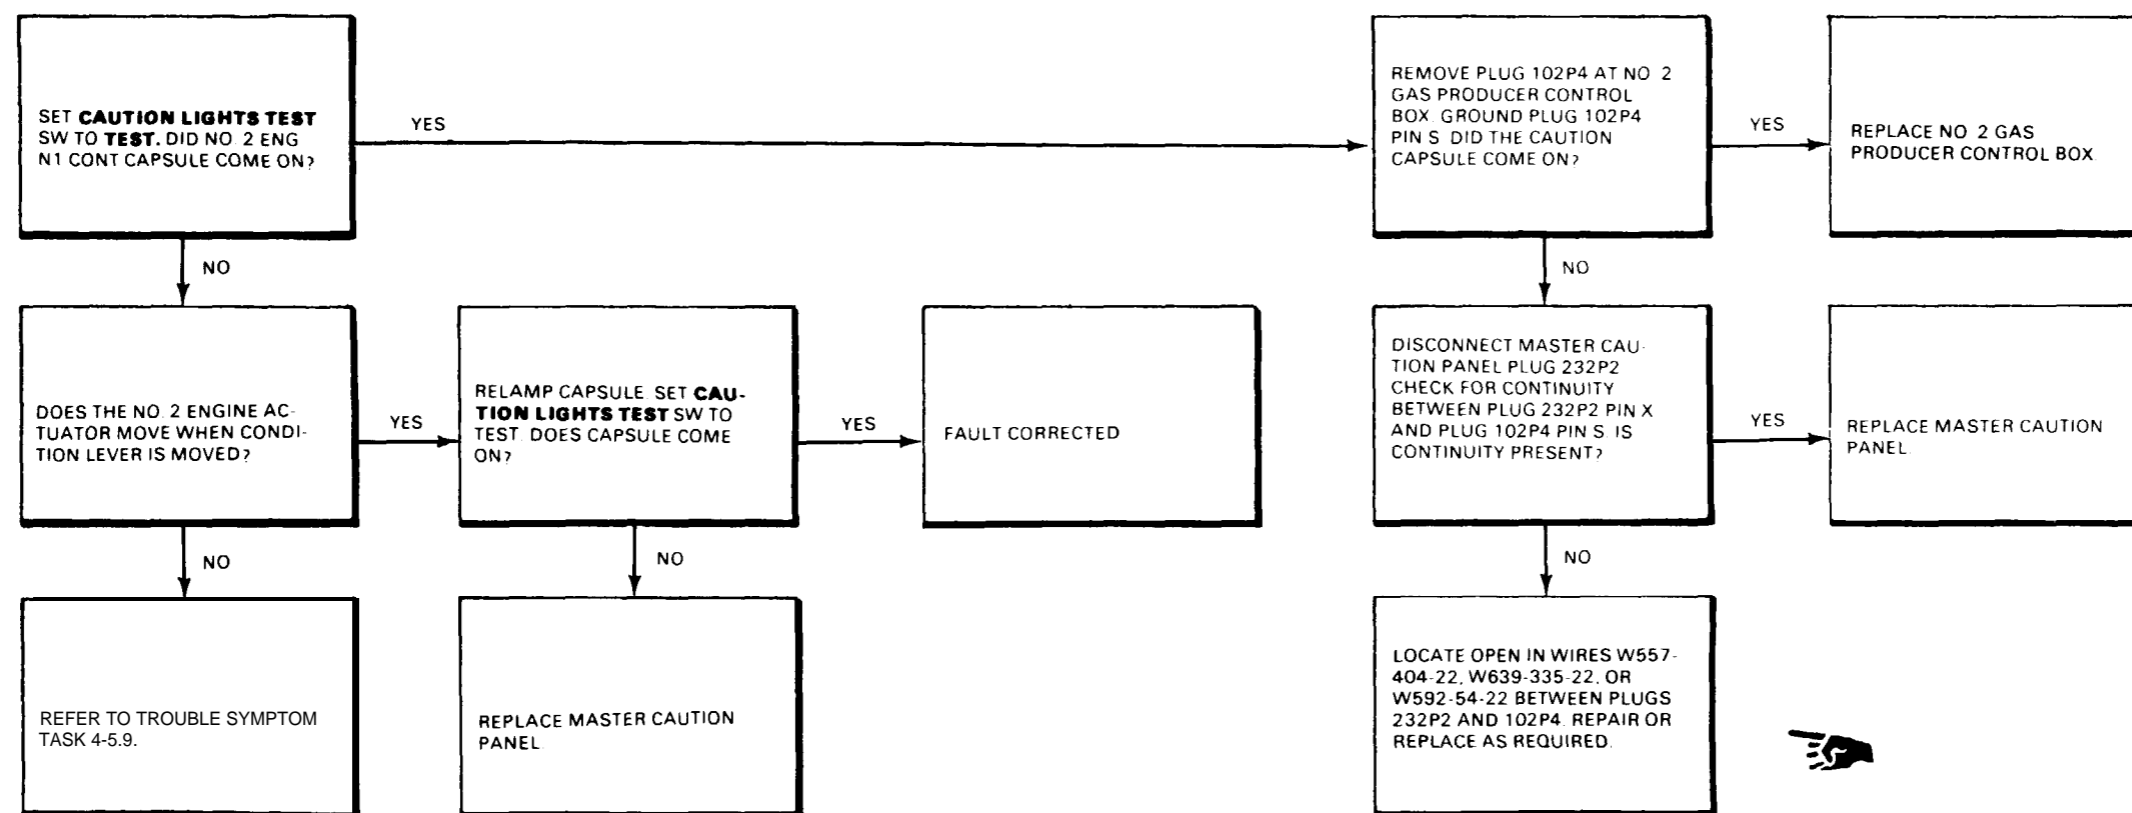 SET CAUTION LIGHTS TEST
SW TO TEST. DID NO. 2 ENG
N1 CONT CAPSULE COME ON?
YES
REMOVE PLUG 102P4 AT NO. 2
GAS PRODUCER CONTROL
BOX. GROUND PLUG 102P4
PIN S. DID THE CAUTION
CAPSULE COME ON?
YES
REPLACE NO. 2 GAS
PRODUCER CONTROL BOX.
NO
NO
DOES THE NO. 2 ENGINE AC-
TUATOR MOVE WHEN CONDI-
TION LEVER IS MOVED?
YES
RELAMP CAPSULE. SET CAU-
TION LIGHTS TEST SW TO
TEST. DOES CAPSULE COME
ON?
YES
FAULT CORRECTED
DISCONNECT MASTER CAU-
TION PANEL PLUG 232P2
CHECK FOR CONTINUITY
BETWEEN PLUG 232P2 PIN X
AND PLUG 102P4 PIN S. IS
CONTINUITY PRESENT?
YES
REPLACE MASTER CAUTION
PANEL.
NO
NO
NO
REFER TO TROUBLE SYMPTOM
TASK 4-5.9.
REPLACE MASTER CAUTION
PANEL
LOCATE OPEN IN WIRES W557-
404-22, W639-335-22, OR
W592-54-22 BETWEEN PLUGS
232P2 AND 102P4. REPAIR OR
REPLACE AS REQUIRED.